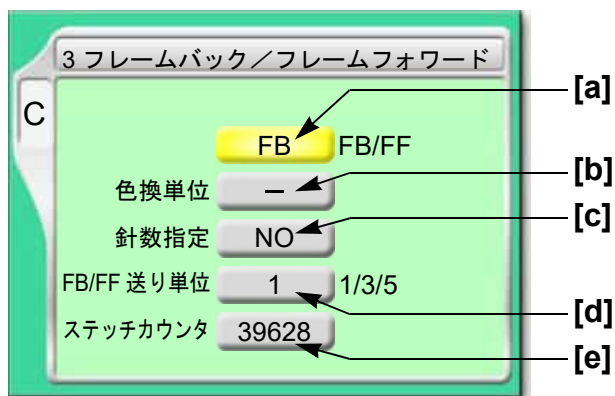 3 フレームバック／フレームフォワード
C
FB FB/FF [a]
色換単位 － [b]
針数指定 NO [c]
FB/FF 送り単位 1 1/3/5 [d]
ステッチカウンタ 39628 [e]